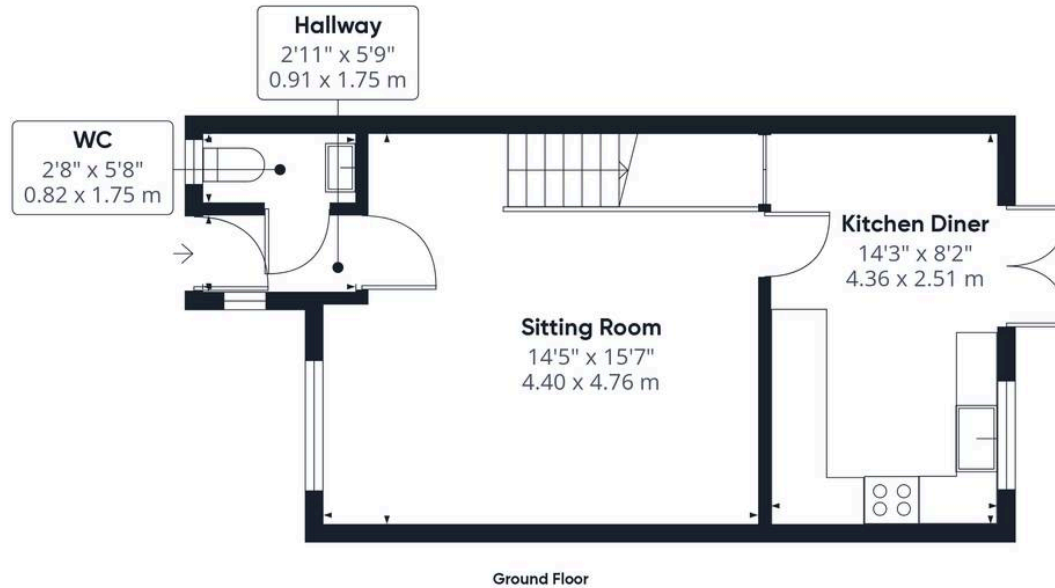 Hallway
2'11" x 5'9"
0.91 x 1.75 m
WC
2'8" x 5'8"
0.82 x 1.75 m
Kitchen Diner
14'3" x 8'2"
4.36 x 2.51 m
Sitting Room
14'5" x 15'7"
4.40 x 4.76 m
Ground Floor